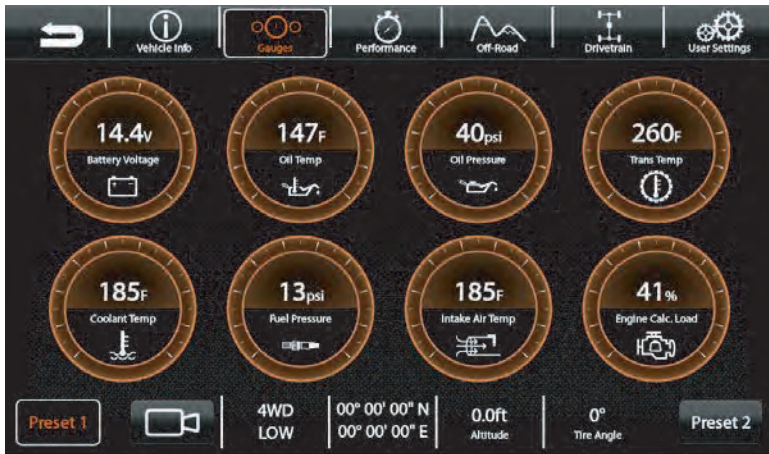 Vehicle Info
Gauges
Performance
Off-Road
Drivetrain
User Settings
14.4V
Battery Voltage
147F
Oil Temp
40psi
Oil Pressure
260F
Trans Temp
185F
Coolant Temp
13psi
Fuel Pressure
185F
Intake Air Temp
41%
Engine Calc. Load
Preset 1
4WD
LOW
00° 00' 00" N
00° 00' 00" E
0.0ft
Altitude
0°
Tire Angle
Preset 2